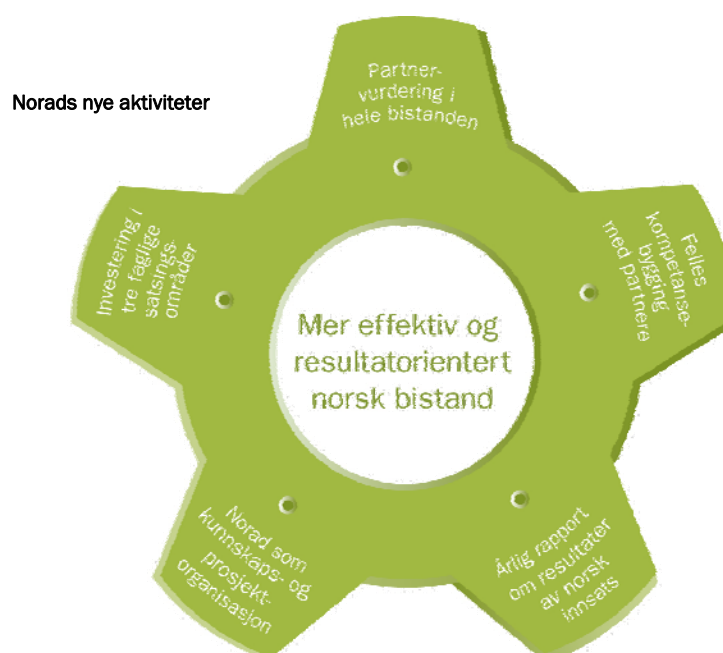 Norads nye aktiviteter
Partner-
vurdering i
hele bistanden
Felles
kompetanse-
bygging
med partnere
Årlig rapport
om resultater
av norsk
innsats
Norad som
kunnskaps- og
prosjekt-
organisasjon
Investering i
tre faglige
satsings-
områder
Mer effektiv og
resultatorientert
norsk bistand